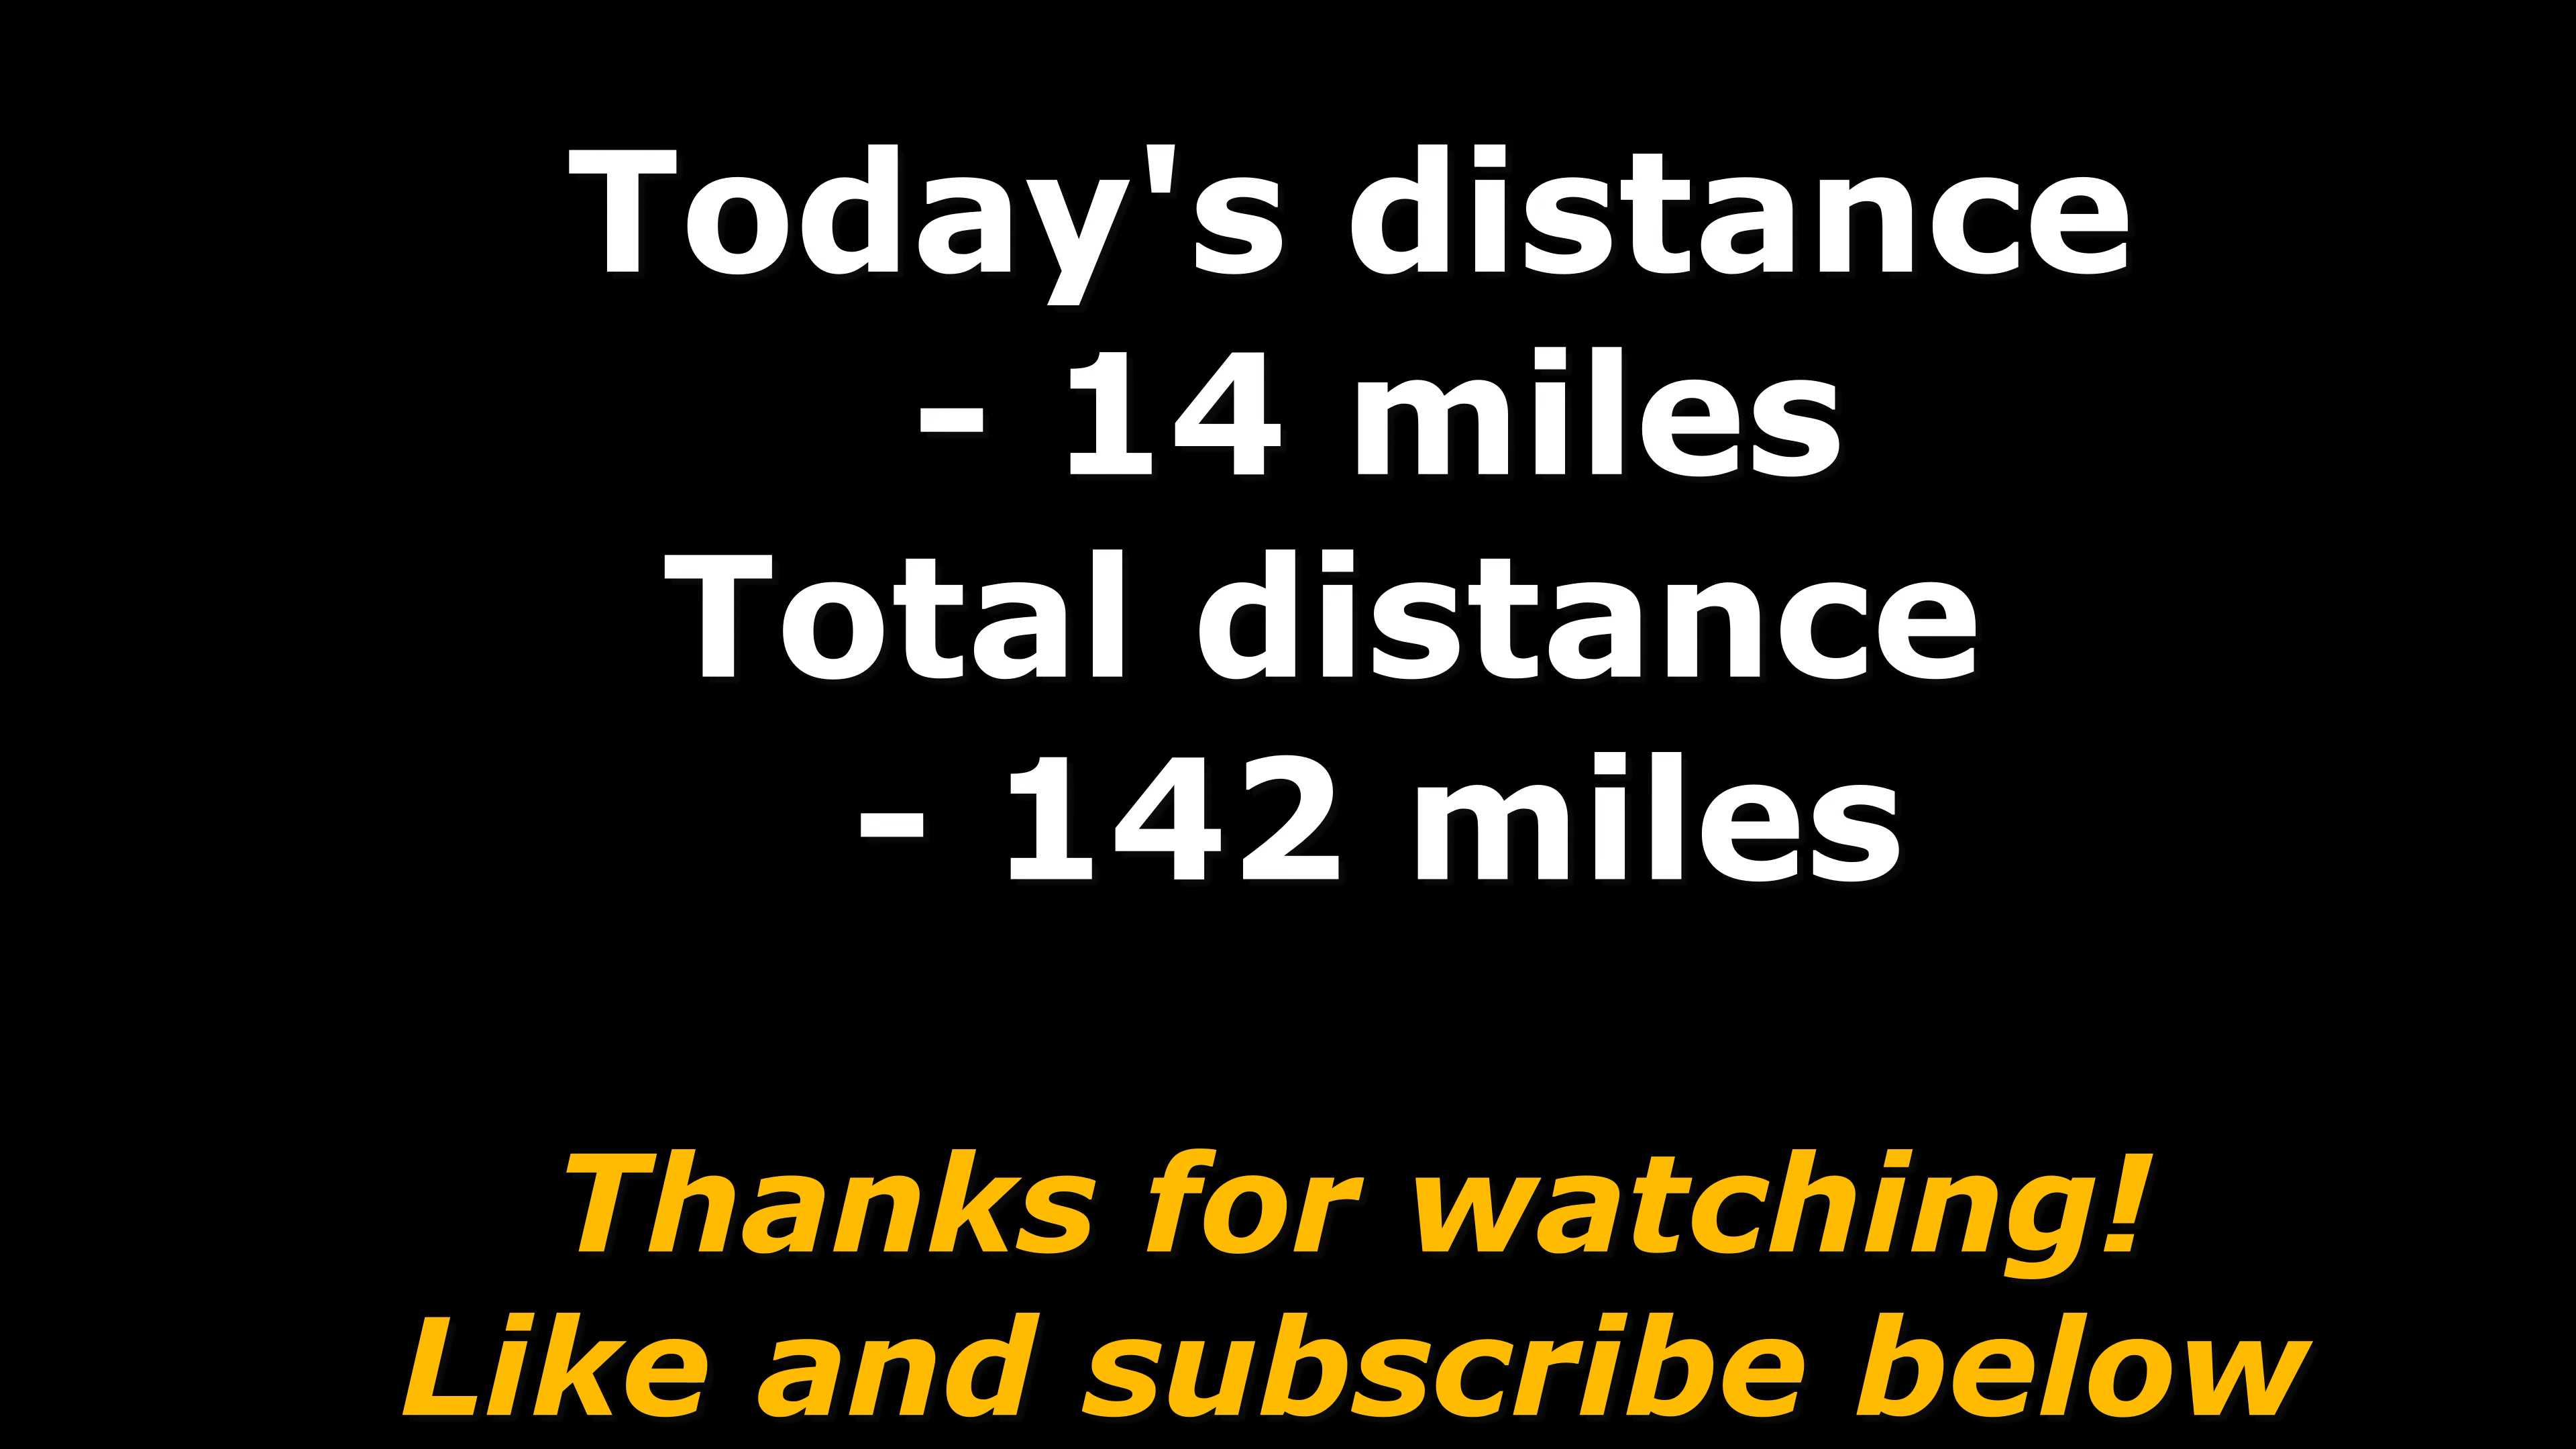 Today's distance
- 14 miles
Total distance
- 142 miles
Thanks for watching!
Like and subscribe below